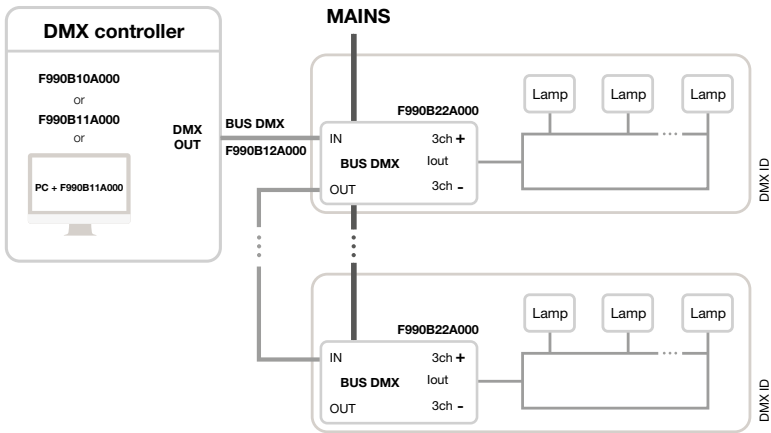 DMX controller
F990B10A000
or
F990B11A000
or
PC + F990B11A000
DMX
OUT
BUS DMX
F990B12A000
MAINS
F990B22A000
IN
3ch +
BUS DMX
Iout
OUT
3ch -
Lamp
Lamp
Lamp
DMX ID
F990B22A000
IN
3ch +
BUS DMX
Iout
OUT
3ch -
Lamp
Lamp
Lamp
DMX ID